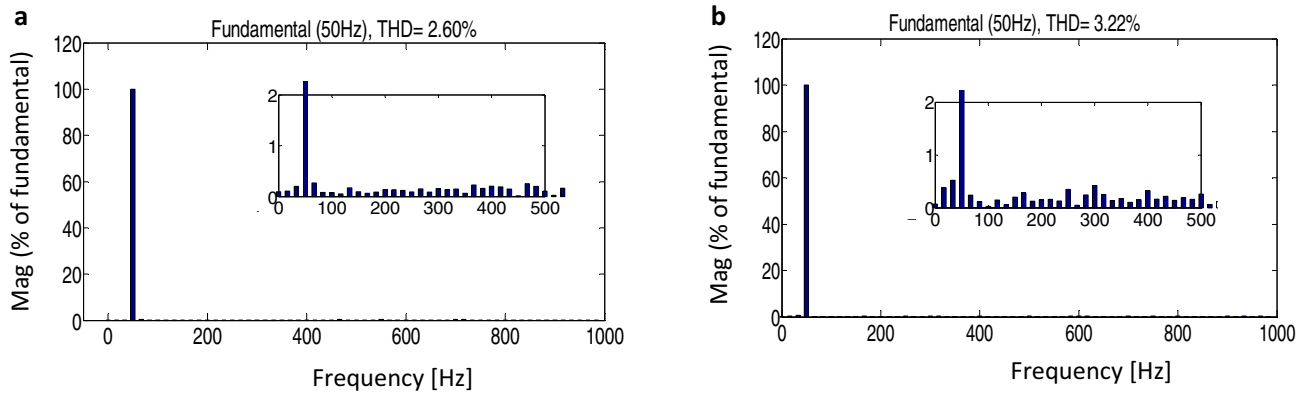 a
Fundamental (50Hz), THD= 2.60%
Mag (% of fundamental)
120
100
80
60
40
20
0
0 200 400 600 800 1000
2
1
0
0 100 200 300 400 500
Frequency [Hz]
b
Fundamental (50Hz), THD= 3.22%
Mag (% of fundamental)
120
100
80
60
40
20
0
0 200 400 600 800 1000
2
1
0
0 100 200 300 400 500
Frequency [Hz]